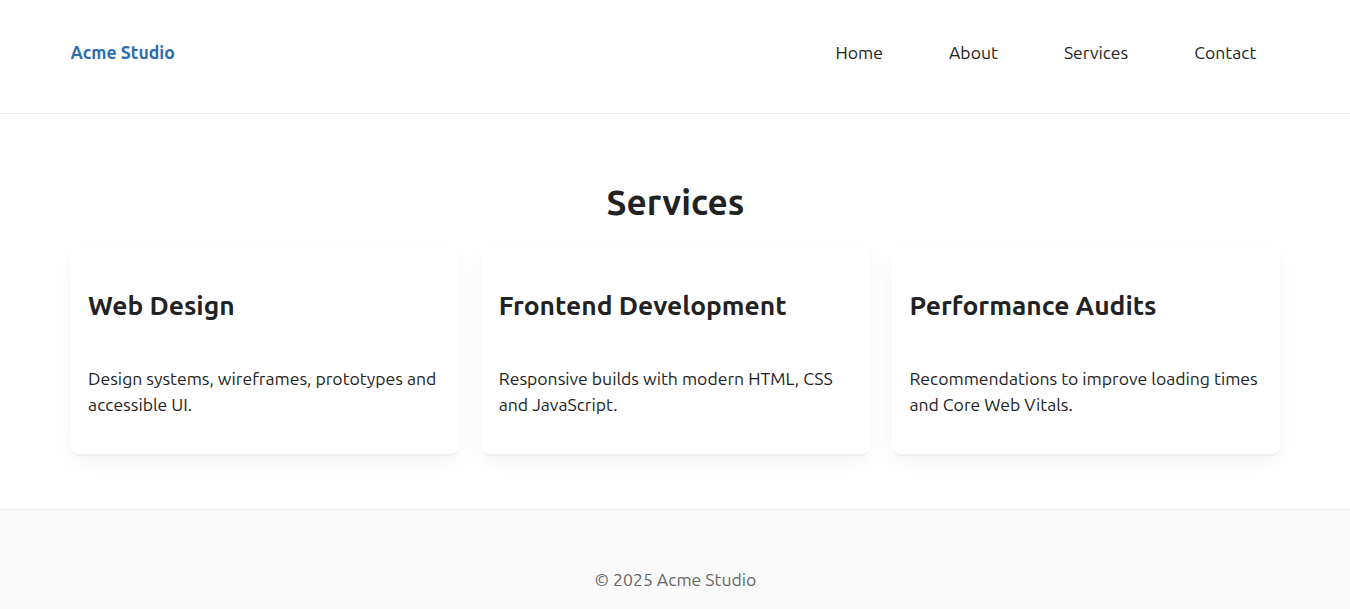 Acme Studio
Home
About
Services
Contact
Services
Web Design
Design systems, wireframes, prototypes and
accessible UI.
Frontend Development
Responsive builds with modern HTML, CSS
and JavaScript.
Performance Audits
Recommendations to improve loading times
and Core Web Vitals.
© 2025 Acme Studio